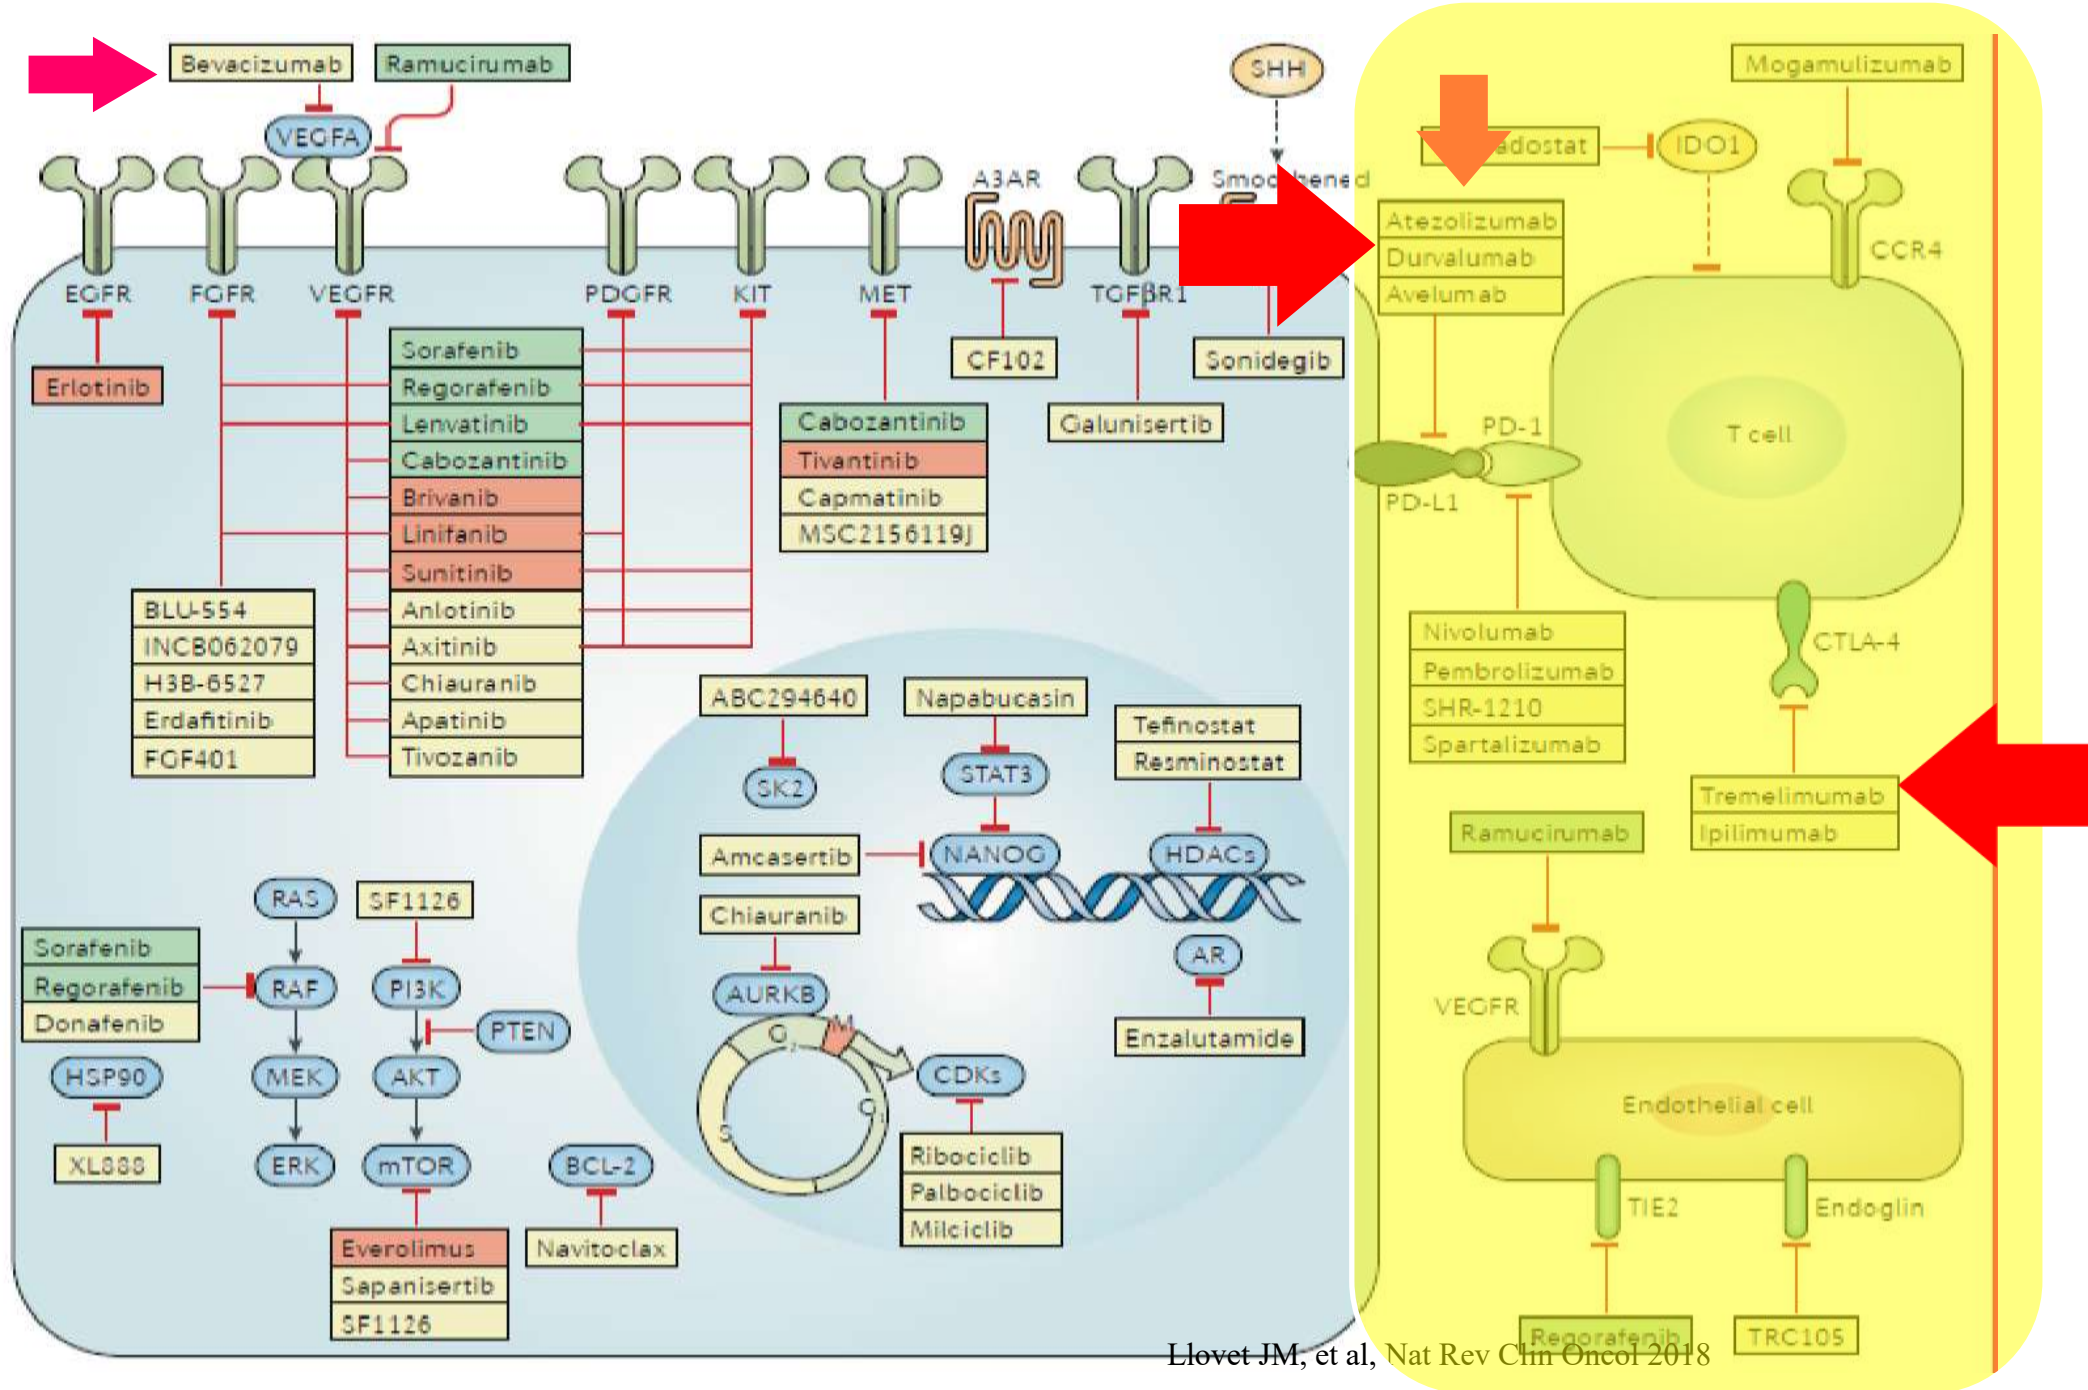 Bevacizumab
Ramucirumab
SHH
Mogamulizumab
VEGFA
adostat
IDO1
A3AR
Smoothened
Atezolizumab
Durvalumab
Avelumab
CCR4
EGFR
FGFR
VEGFR
PDGFR
KIT
MET
TGFβR1
Erlotinib
Sorafenib
Regorafenib
Lenvatinib
Cabozantinib
Brivanib
Linifanib
Sunitinib
Anlotinib
Axitinib
Chiauranib
Apatinib
Tivozanib
CF102
Sonidegib
Cabozantinib
Tivantinib
Capmatinib
MSC2156119J
Galunisertib
PD-1
T cell
PD-L1
BLU-554
INCB062079
H3B-6527
Erdafitinib
FGF401
Nivolumab
Pembrolizumab
SHR-1210
Spartalizumab
CTLA-4
ABC294640
Napabucasin
Tefinostat
Resminostat
SK2
STAT3
Tremelimumab
Ipilimumab
Ramucirumab
Amcasertib
NANOG
HDACs
RAS
SF1126
Chiauranib
Sorafenib
Regorafenib
Donafenib
RAF
PI3K
AURKB
AR
VEGFR
PTEN
Enzalutamide
G2
M
HSP90
MEK
AKT
CDKs
G1
S
Endothelial cell
XL888
ERK
mTOR
BCL-2
Ribociclib
Palbociclib
Milciclib
TIE2
Endoglin
Everolimus
Sapanisertib
SF1126
Navitoclax
Regorafenib
TRC105
Llovet JM, et al, Nat Rev Clin Oncol 2018